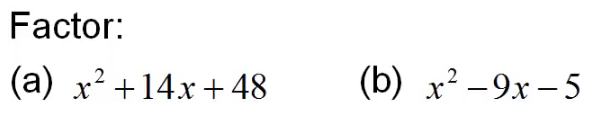 Factor:
(a) x² + 14x + 48 (b) x² − 9x − 5